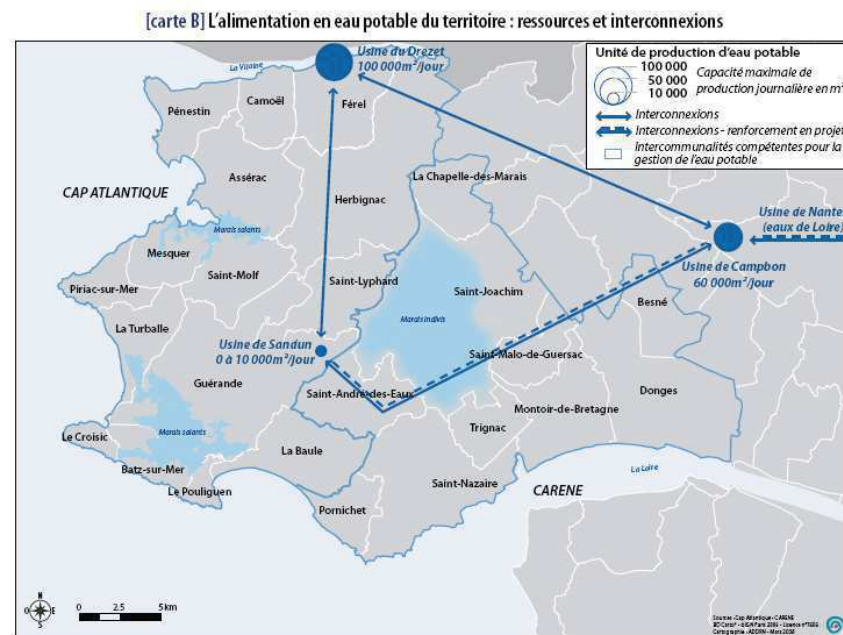 [carte B] L'alimentation en eau potable du territoire : ressources et interconnexions
La Vilaine
Usine du Drezet
100 000m³/jour
Unité de production d'eau potable
100 000
50 000
10 000
Capacité maximale de
production journalière en m³
Interconnexions
Interconnexions - renforcement en projet
Intercommunalités compétentes pour la
gestion de l'eau potable
Pénestin
Camoël
Férel
Assérac
La Chapelle-des-Marais
CAP ATLANTIQUE
Herbignac
Usine de Nante
(eaux de Loire)
Marais salants
Mesquer
Saint-Molf
Saint-Lyphard
Usine de Campbon
60 000m³/jour
Piriac-sur-Mer
Saint-Joachim
Besné
Marais indivis
La Turballe
Usine de Sandun
0 à 10 000m³/jour
Saint-Malo-de-Guersac
Guérande
Saint-André-des-Eaux
Donges
Montoir-de-Bretagne
Marais salants
Trignac
Le Croisic
La Baule
Batz-sur-Mer
La Loire
Saint-Nazaire
Le Pouliguen
CARENE
Pornichet
N
O
E
S
0 2.5 5km
Sources : Cap Atlantique - CARENE